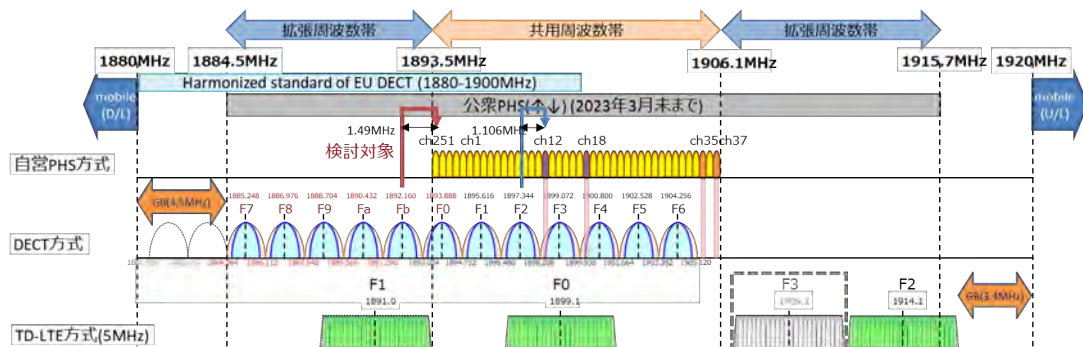 拡張周波数帯 共用周波数帯 拡張周波数帯
1880MHz 1884.5MHz 1893.5MHz 1906.1MHz 1915.7MHz 1920MHz
Harmonized standard of EU DECT (1880-1900MHz)
mobile (D/L)
公衆PHS(↑↓) (2023年3月末まで)
mobile (U/L)
1.49MHz 1.106MHz
検討対象
ch251 ch1 ch12 ch18 ch35 ch37
自営PHS方式
GB(4.5MHz)
1885.248 1886.976 1888.704 1890.432 1892.160 1893.888 1895.616 1897.344 1899.072 1900.800 1902.528 1904.256
F7 F8 F9 Fa Fb F0 F1 F2 F3 F4 F5 F6
DECT方式
F1 F0 F3 F2
1891.0 1899.1 1914.1
GB(3.4MHz)
TD-LTE方式(5MHz)